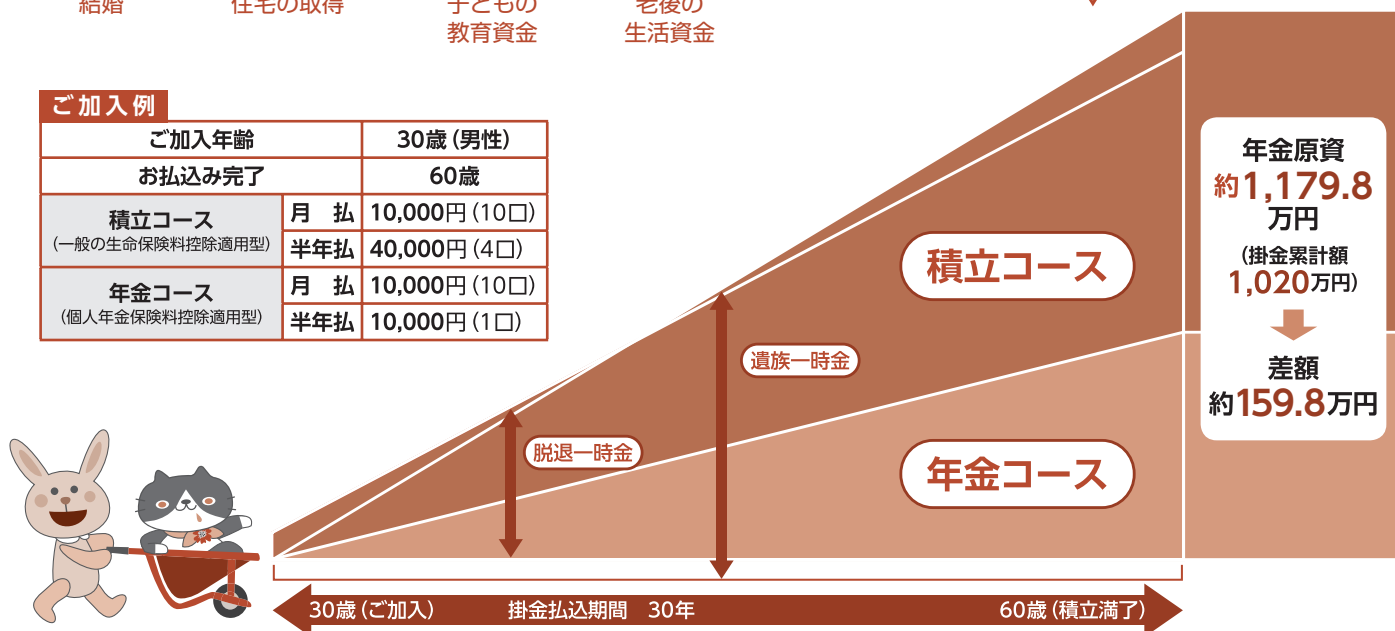 結婚
住宅の取得
子どもの
教育資金
老後の
生活資金
ご加入例
ご加入年齢 30歳(男性)
お払込み完了 60歳
積立コース
(一般の生命保険料控除適用型)
月 払 10,000円(10口)
半年払 40,000円(4口)
年金コース
(個人年金保険料控除適用型)
月 払 10,000円(10口)
半年払 10,000円(1口)
脱退一時金
遺族一時金
積立コース
年金コース
年金原資
約1,179.8
万円
(掛金累計額
1,020万円)
差額
約159.8万円
30歳(ご加入) 掛金払込期間 30年 60歳(積立満了)